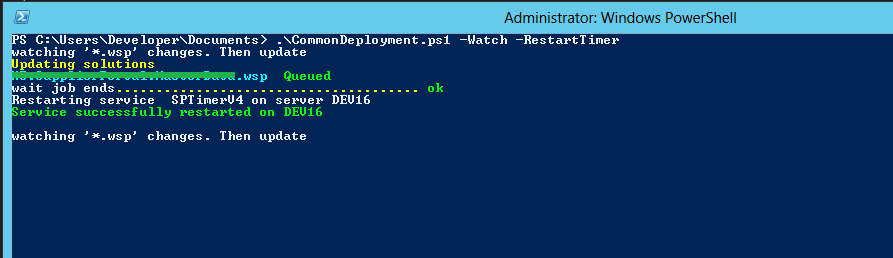 Administrator: Windows PowerShell
PS C:\Users\Developer\Documents> .\CommonDeployment.ps1 -Watch -RestartTimer
watching '*.wsp' changes. Then update
Updating solutions
.wsp  Queued
wait job ends...................................... ok
Restarting service  SPTimerV4 on server DEV16
Service successfully restarted on DEV16
watching '*.wsp' changes. Then update